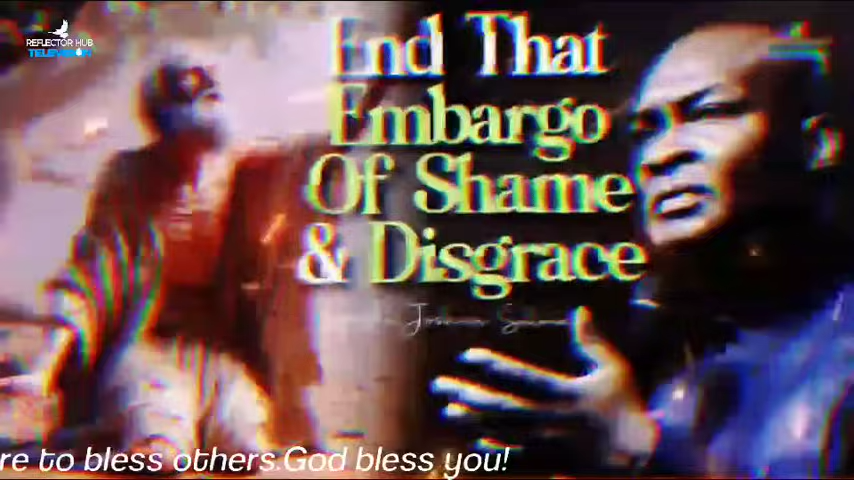 REFLECTOR HUB
TELEVISION
End That
Embargo
Of Shame
& Disgrace
re to bless others.God bless you!